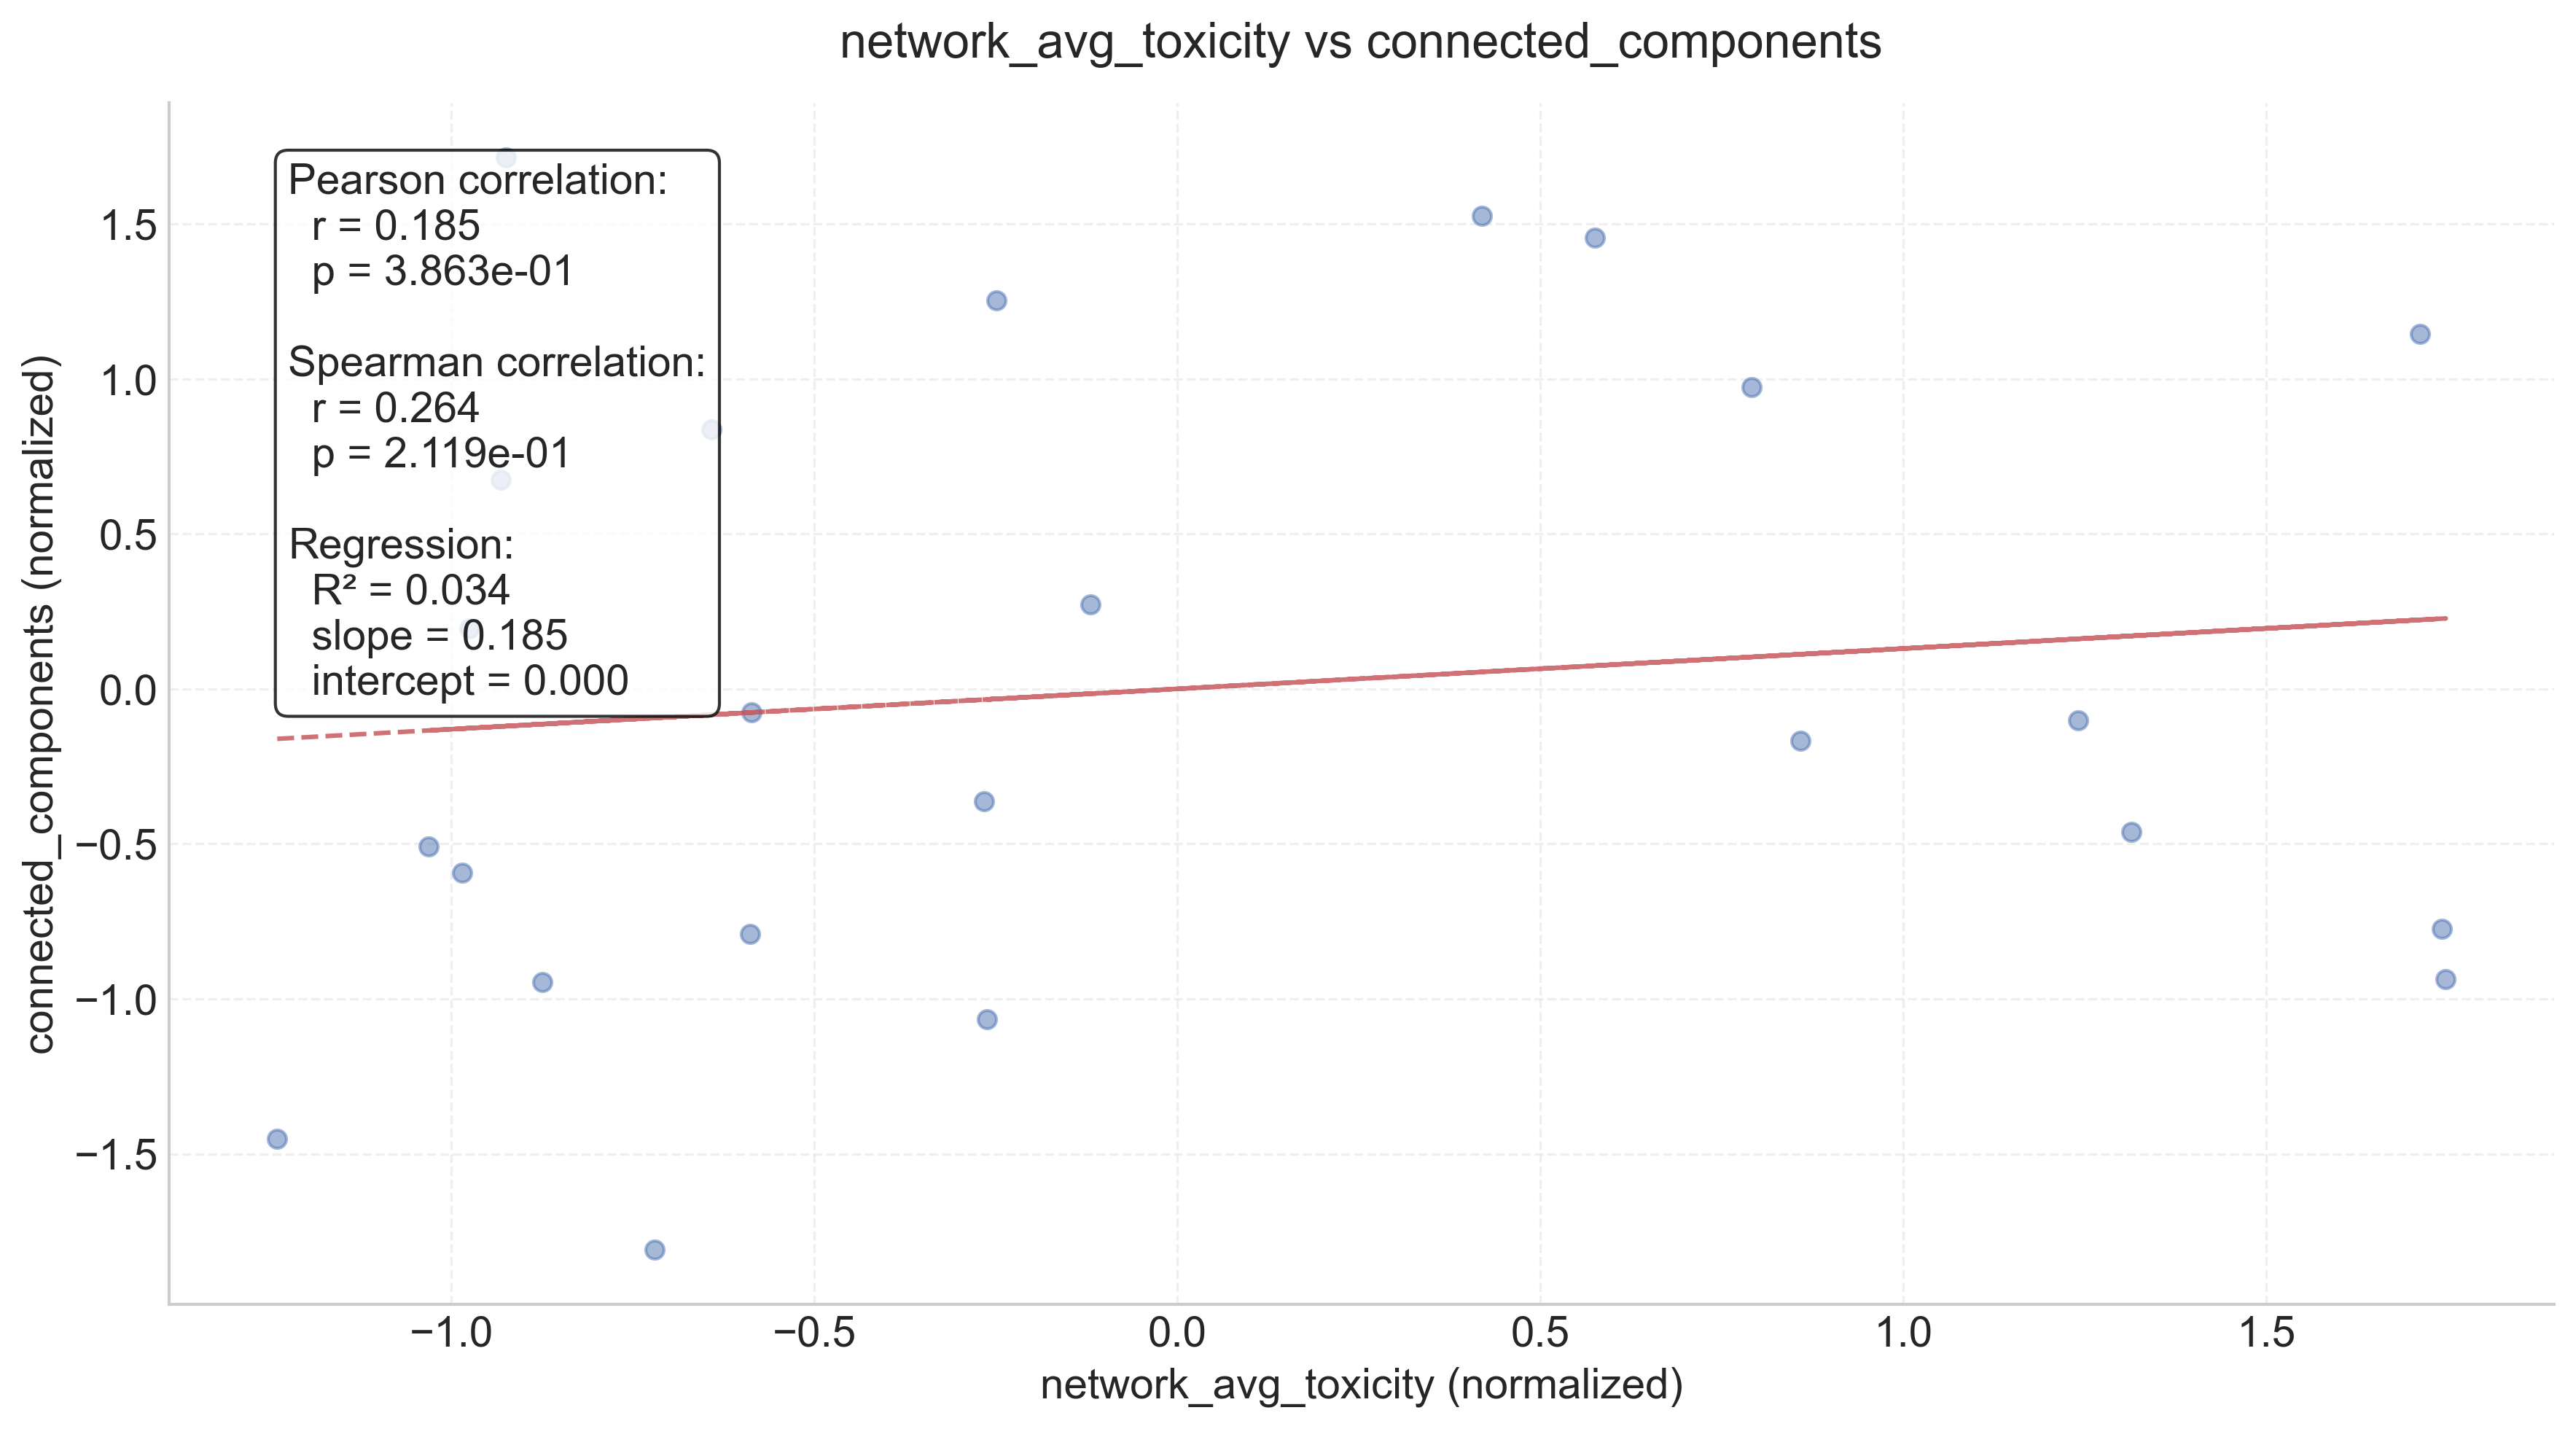 network_avg_toxicity vs connected_components
Pearson correlation:
r = 0.185
p = 3.863e-01
Spearman correlation:
r = 0.264
p = 2.119e-01
Regression:
R² = 0.034
slope = 0.185
intercept = 0.000
connected_components (normalized)
1.5
1.0
0.5
0.0
−0.5
−1.0
−1.5
−1.0 −0.5 0.0 0.5 1.0 1.5
network_avg_toxicity (normalized)